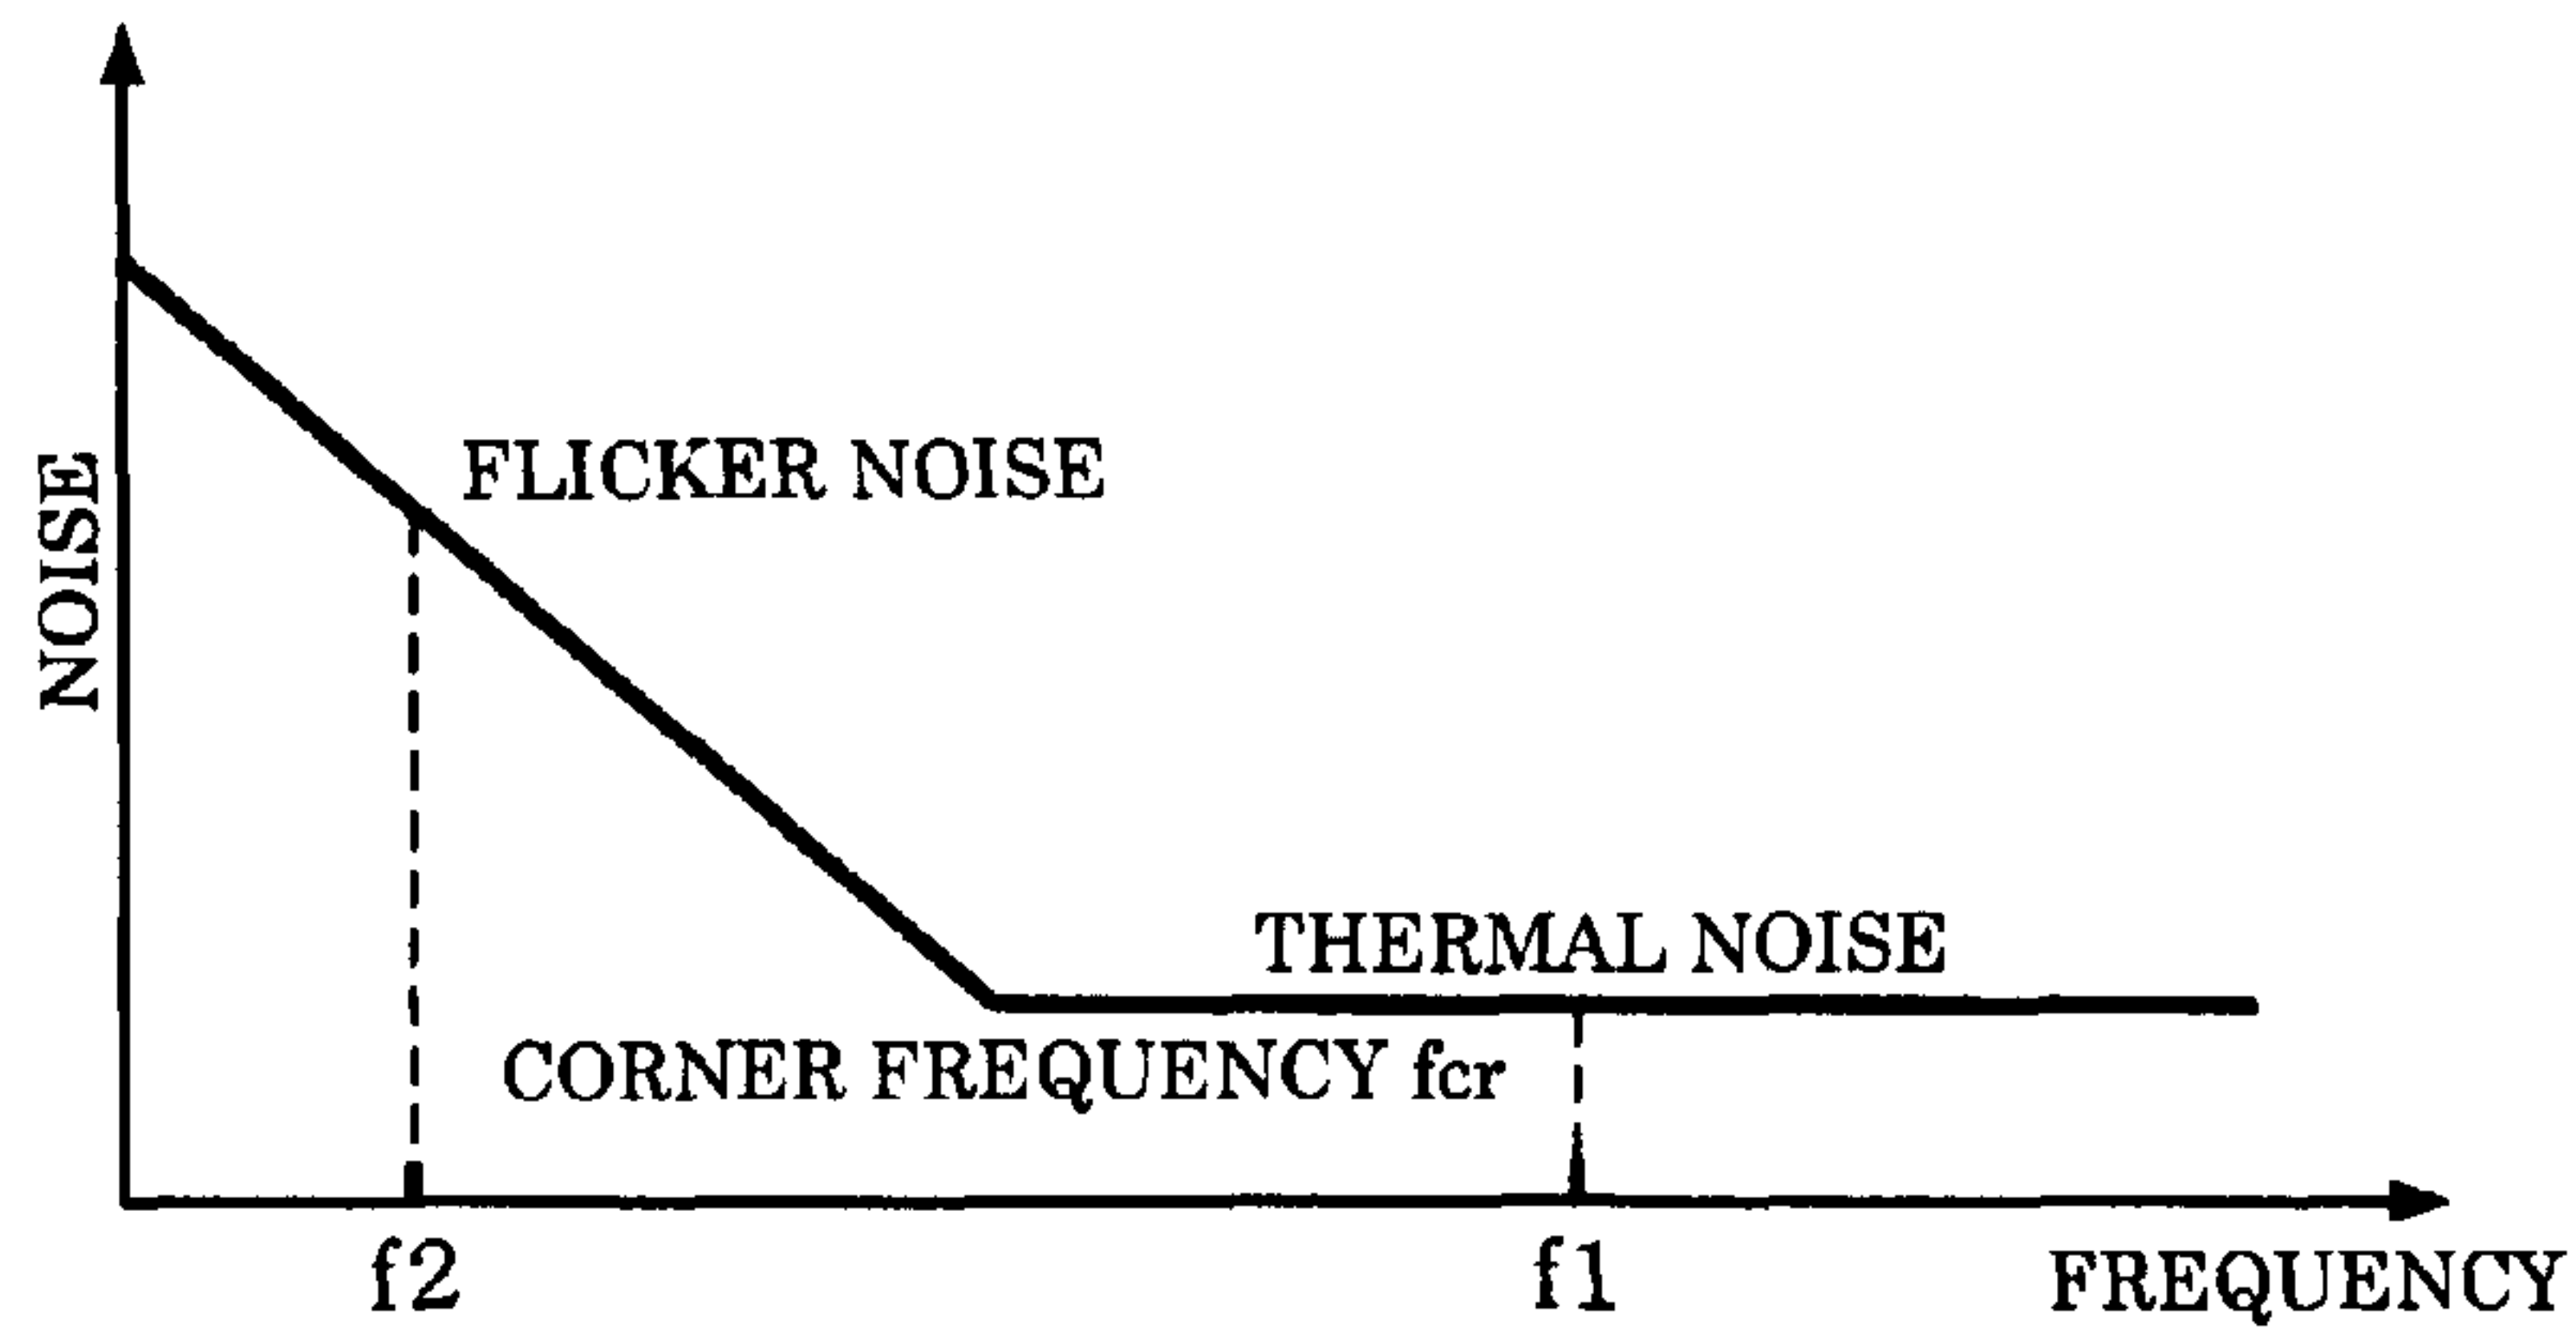 NOISE
FLICKER NOISE
THERMAL NOISE
CORNER FREQUENCY fcr
f2
f1
FREQUENCY